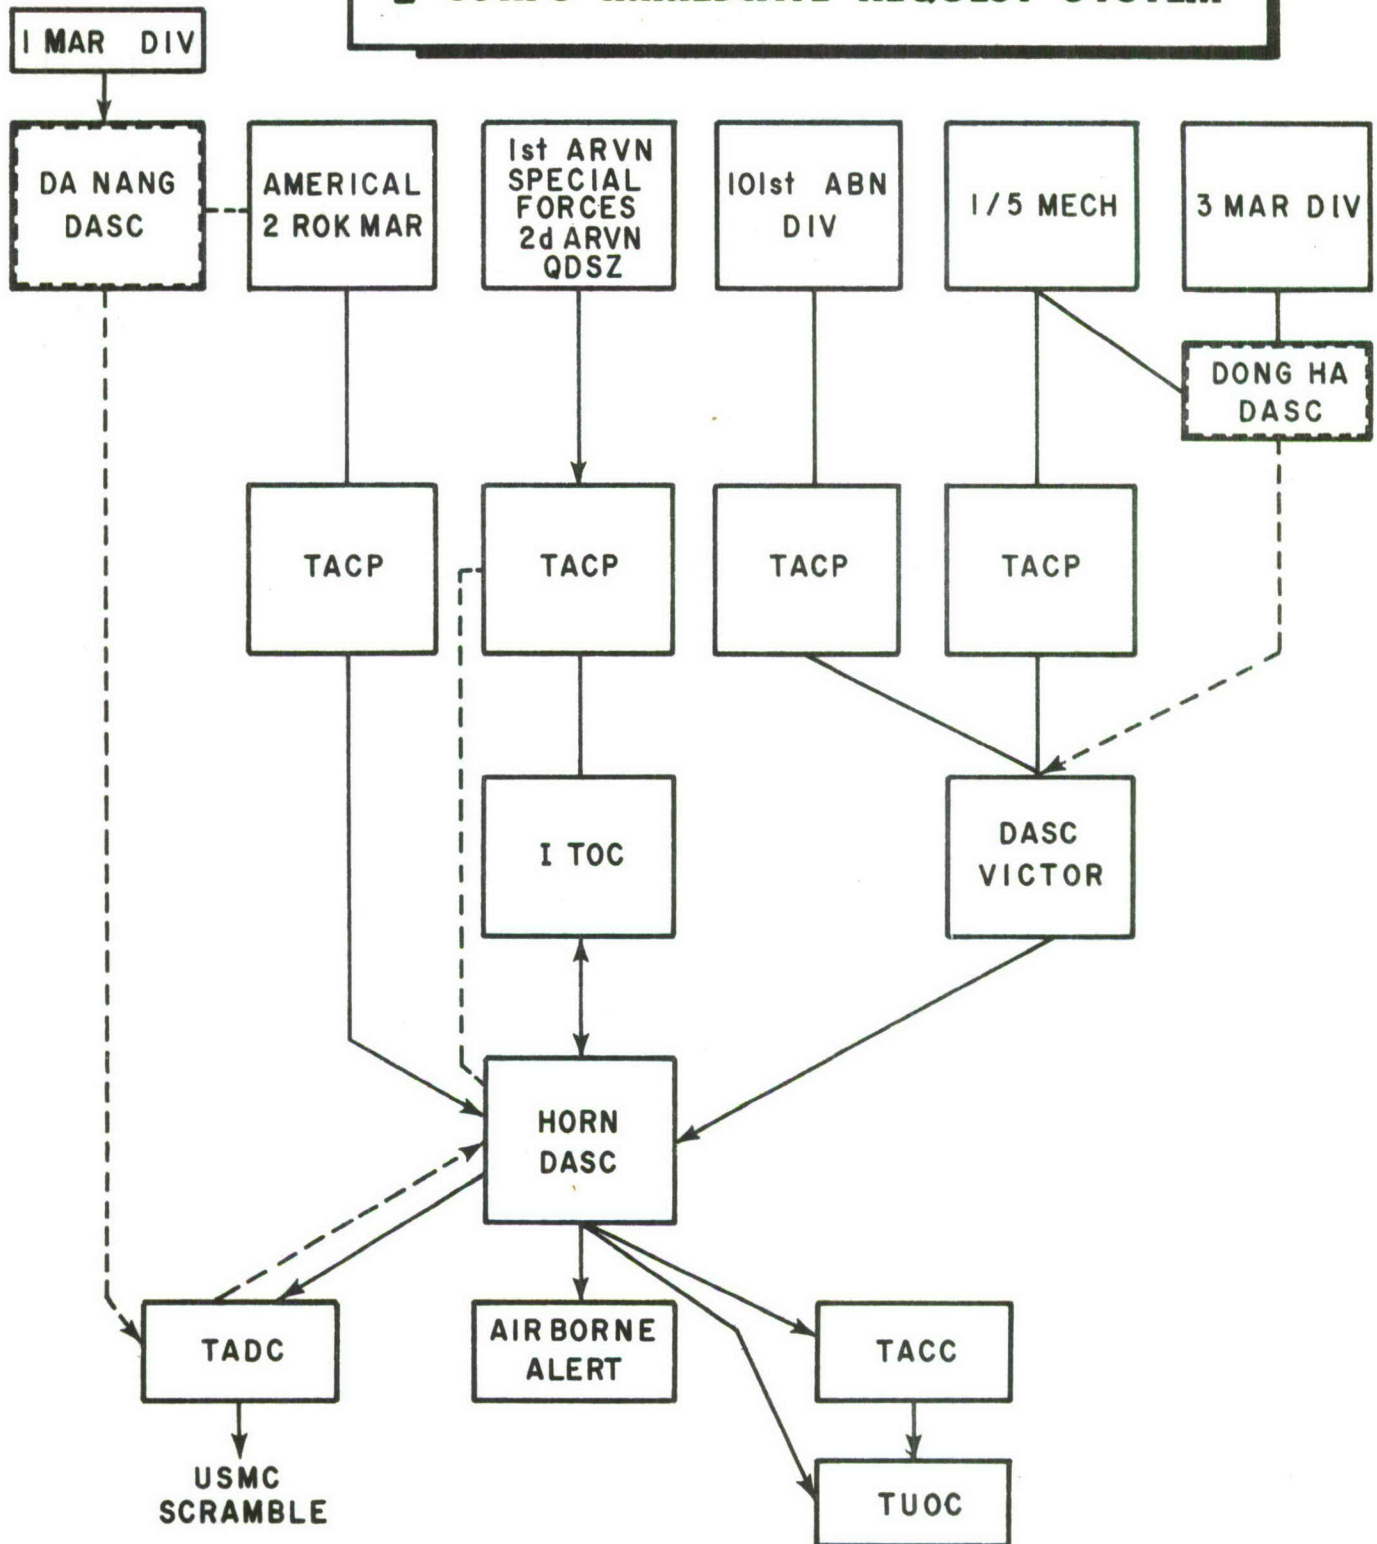 1 MAR DIV
DA NANG
DASC
AMERICAL
2 ROK MAR
1st ARVN
SPECIAL
FORCES
2d ARVN
QDSZ
101st ABN
DIV
1/5 MECH
3 MAR DIV
DONG HA
DASC
TACP
TACP
TACP
TACP
I TOC
DASC
VICTOR
HORN
DASC
TADC
AIRBORNE
ALERT
TACC
USMC
SCRAMBLE
TUOC